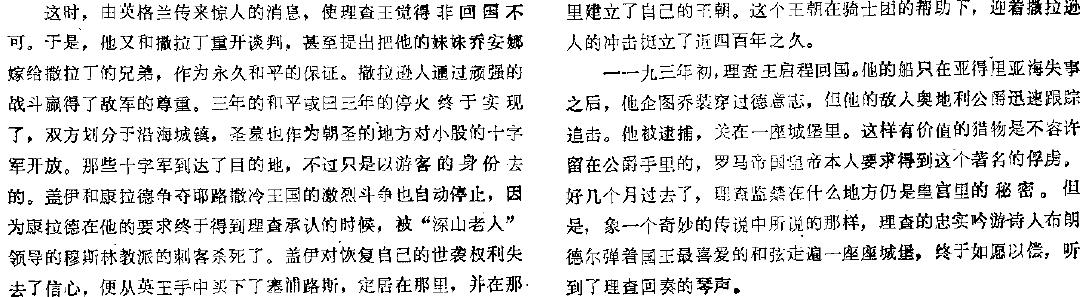 这时，由英格兰传来惊人的消息，使理查王觉得非回国不
可。于是，他又和撒拉丁重开谈判，甚至提出把他的妹妹乔安娜
嫁给撒拉丁的兄弟，作为永久和平的保证。撒拉逊人通过顽强的
战斗赢得了敌军的尊重。三年的和平或曰三年的停火终于实现
了，双方划分于沿海城镇，圣墓也作为朝圣的地方对小股的十字
军开放。那些十字军到达了目的地，不过只是以游客的身份去
的。盖伊和康拉德争夺耶路撒冷王国的激烈斗争也自动停止，因
为康拉德在他的要求终于得到理查承认的时候，被“深山老人”
领导的穆斯林教派的刺客杀死了。盖伊对恢复自己的世袭权利失
去了信心，便从英王手中买下了塞浦路斯，定居在那里，并在那
里建立了自己的王朝。这个王朝在骑士团的帮助下，迎着撒拉逊
人的冲击挺立了近四百年之久。
一一九三年初，理查王启程回国。他的船只在亚得里亚海失事
之后，他企图乔装穿过德意志，但他的敌人奥地利公爵迅速跟踪
追击。他被逮捕，关在一座城堡里。这样有价值的猎物是不容许
留在公爵手里的，罗马帝国皇帝本人要求得到这个著名的俘虏，
好几个月过去了，理查监禁在什么地方仍是皇宫里的秘密。但
是，象一个奇妙的传说中所说的那样，理查的忠实吟游诗人布朗
德尔弹着国王最喜爱的和弦走遍一座座城堡，终于如愿以偿，听
到了理查回奏的琴声。